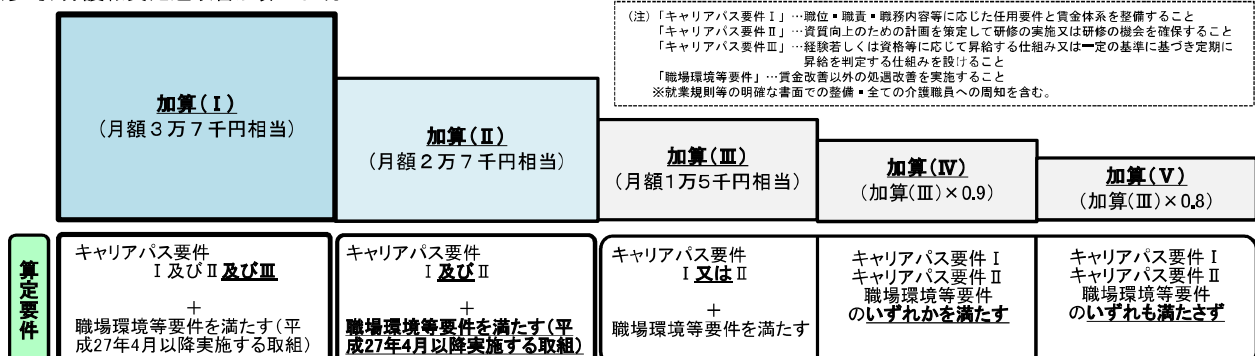 (注)「キャリアパス要件Ⅰ」…職位・職責・職務内容等に応じた任用要件と賃金体系を整備すること
「キャリアパス要件Ⅱ」…資質向上のための計画を策定して研修の実施又は研修の機会を確保すること
「キャリアパス要件Ⅲ」…経験若しくは資格等に応じて昇給する仕組み又は一定の基準に基づき定期に
昇給を判定する仕組みを設けること
「職場環境等要件」…賃金改善以外の処遇改善を実施すること
※就業規則等の明確な書面での整備・全ての介護職員への周知を含む。
加算(Ⅰ)
(月額3万7千円相当)
加算(Ⅱ)
(月額2万7千円相当)
加算(Ⅲ)
(月額1万5千円相当)
加算(Ⅳ)
(加算(Ⅲ)×0.9)
加算(Ⅴ)
(加算(Ⅲ)×0.8)
算定要件
キャリアパス要件
Ⅰ及びⅡ及びⅢ
+
職場環境等要件を満たす(平
成27年4月以降実施する取組)
キャリアパス要件
Ⅰ及びⅡ
+
職場環境等要件を満たす(平
成27年4月以降実施する取組)
キャリアパス要件
Ⅰ又はⅡ
+
職場環境等要件を満たす
キャリアパス要件Ⅰ
キャリアパス要件Ⅱ
職場環境等要件
のいずれかを満たす
キャリアパス要件Ⅰ
キャリアパス要件Ⅱ
職場環境等要件
のいずれも満たさず